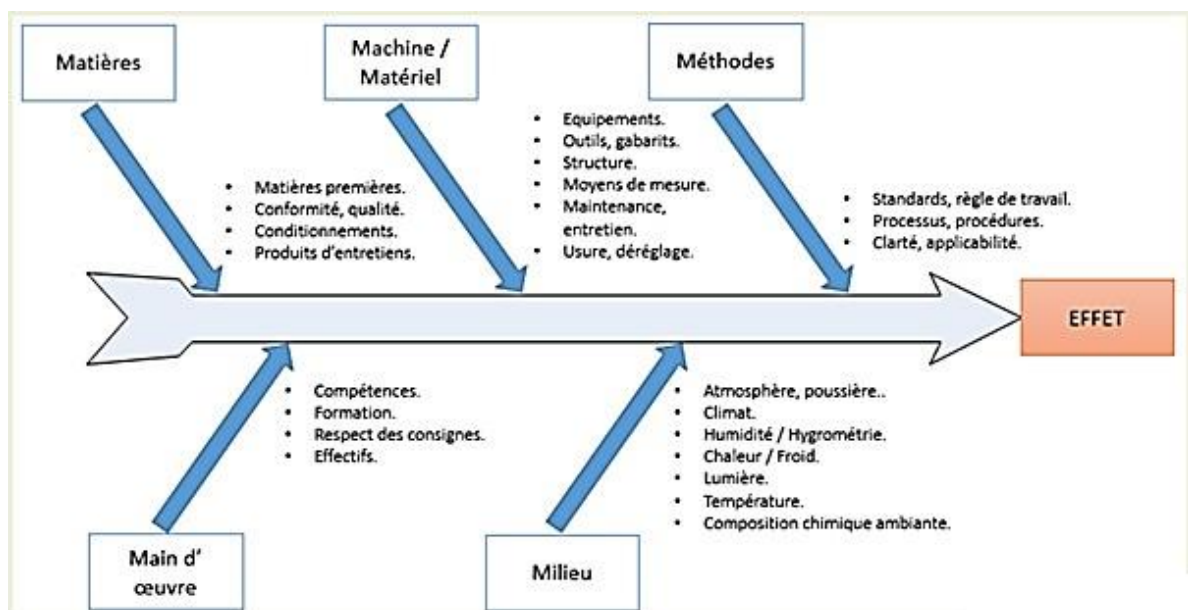 Matières
Machine /
Matériel
Méthodes
• Matières premières.
• Conformité, qualité.
• Conditionnements.
• Produits d'entretiens.
• Equipements.
• Outils, gabarits.
• Structure.
• Moyens de mesure.
• Maintenance,
entretien.
• Usure, déréglage.
• Standards, règle de travail.
• Processus, procédures.
• Clarté, applicabilité.
EFFET
• Compétences.
• Formation.
• Respect des consignes.
• Effectifs.
• Atmosphère, poussière..
• Climat.
• Humidité / Hygrométrie.
• Chaleur / Froid.
• Lumière.
• Température.
• Composition chimique ambiante.
Main d'
œuvre
Milieu